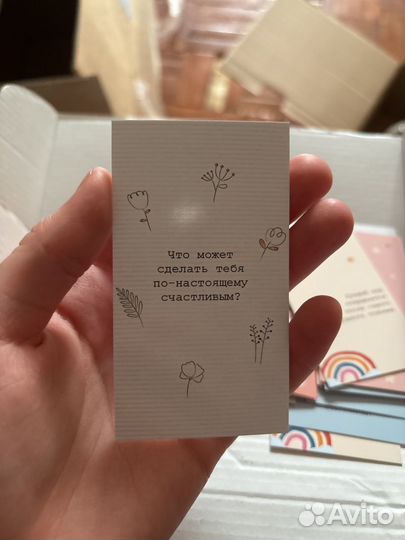 Что может
сделать тебя
по-настоящему
счастливым?
Avito